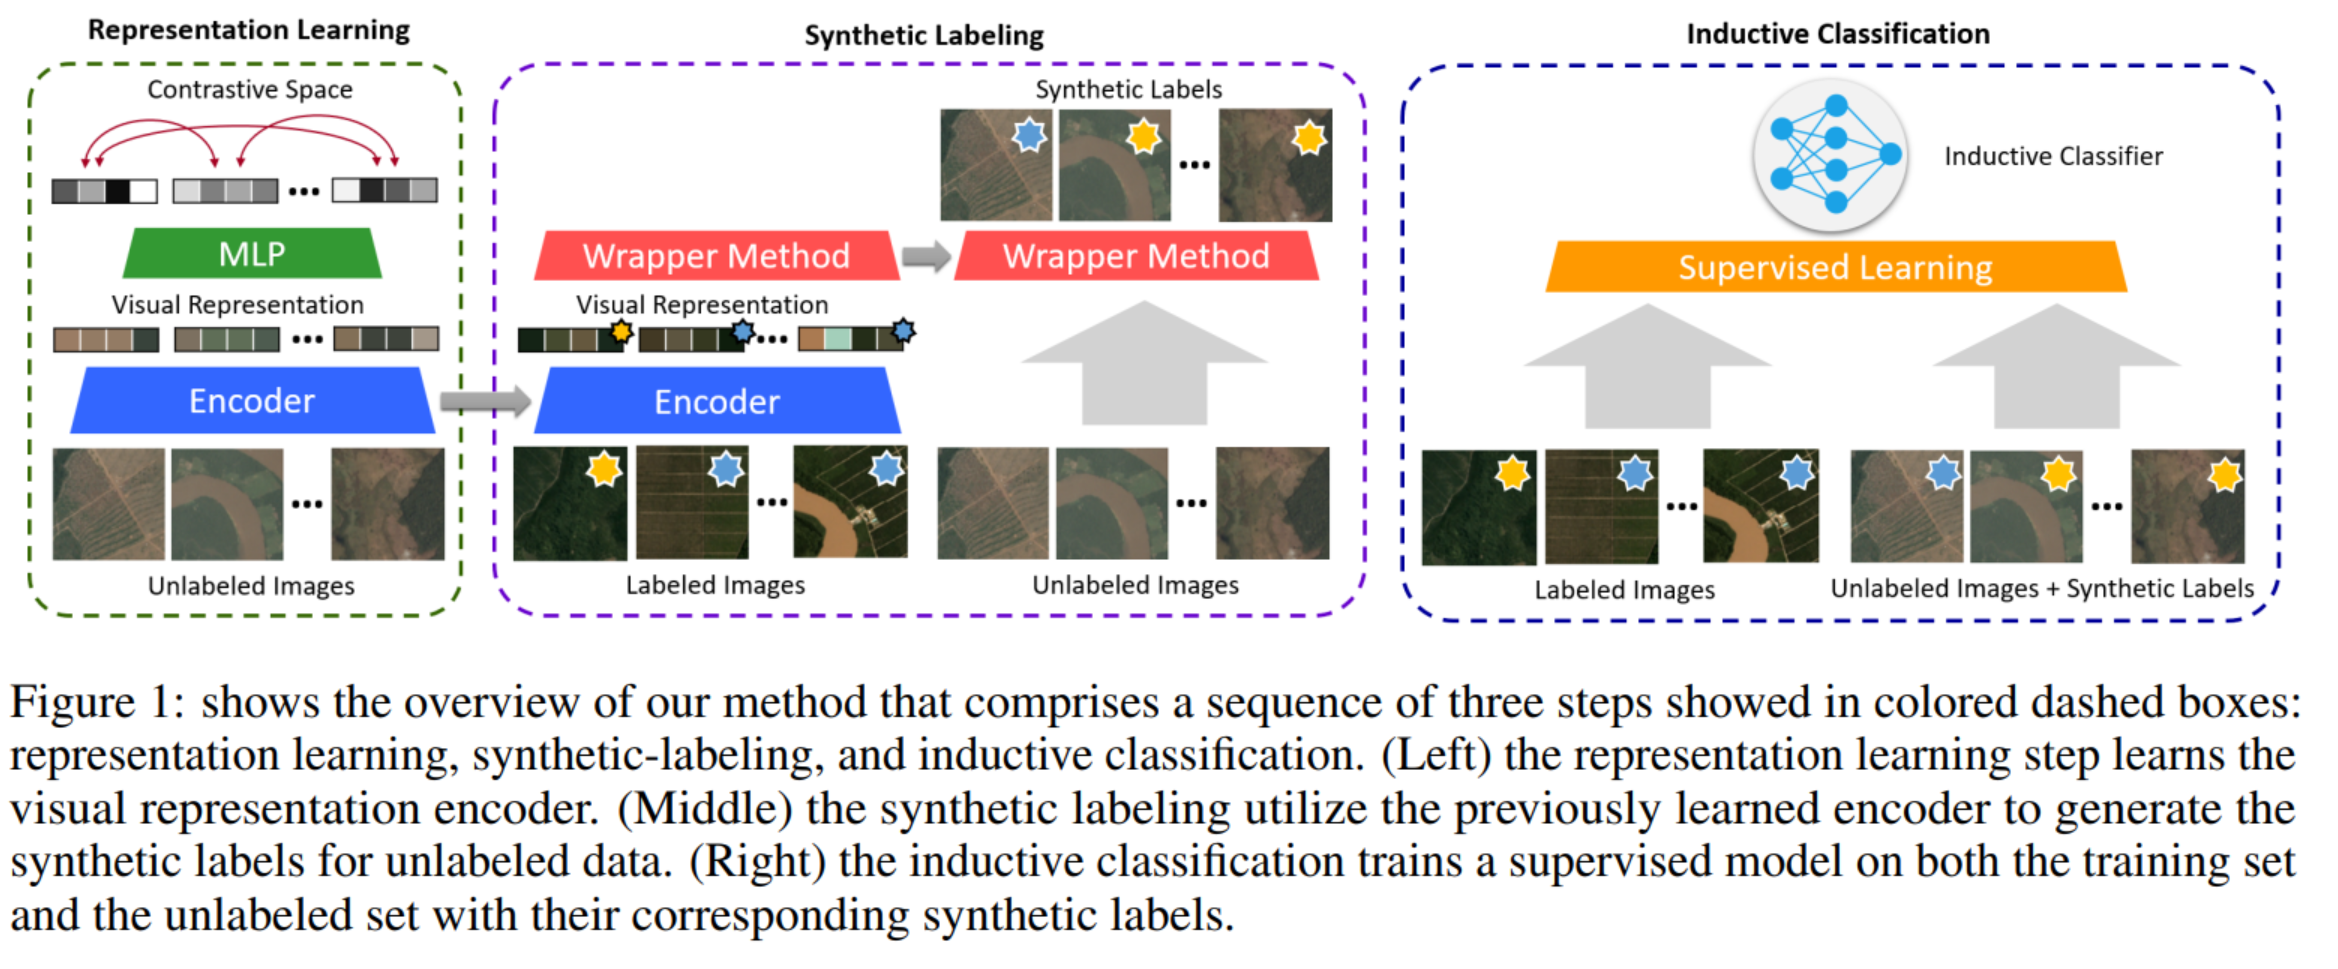 Representation Learning
Contrastive Space
MLP
Visual Representation
Encoder
Unlabeled Images
Synthetic Labeling
Synthetic Labels
Wrapper Method
Wrapper Method
Visual Representation
Encoder
Labeled Images
Unlabeled Images
Inductive Classification
Inductive Classifier
Supervised Learning
Labeled Images
Unlabeled Images + Synthetic Labels
Figure 1: shows the overview of our method that comprises a sequence of three steps showed in colored dashed boxes:
representation learning, synthetic-labeling, and inductive classification. (Left) the representation learning step learns the
visual representation encoder. (Middle) the synthetic labeling utilize the previously learned encoder to generate the
synthetic labels for unlabeled data. (Right) the inductive classification trains a supervised model on both the training set
and the unlabeled set with their corresponding synthetic labels.